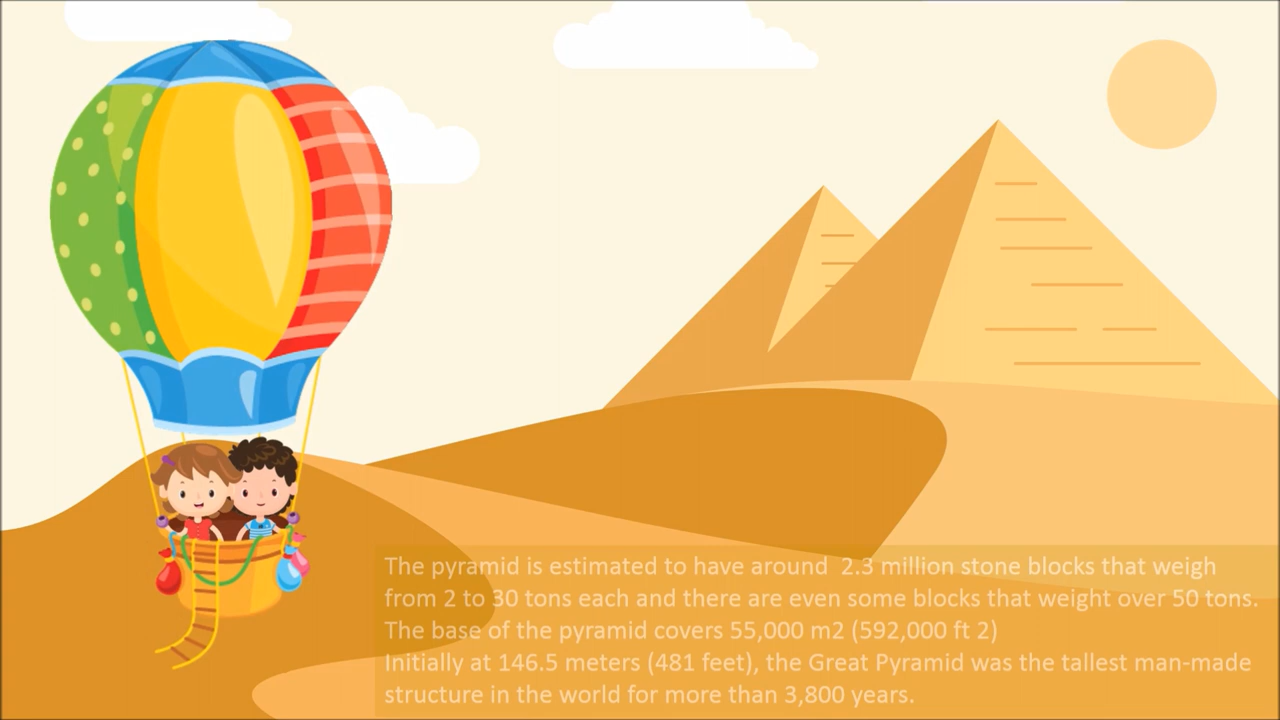 The pyramid is estimated to have around  2.3 million stone blocks that weigh
from 2 to 30 tons each and there are even some blocks that weight over 50 tons.
The base of the pyramid covers 55,000 m2 (592,000 ft 2)
Initially at 146.5 meters (481 feet), the Great Pyramid was the tallest man-made
structure in the world for more than 3,800 years.